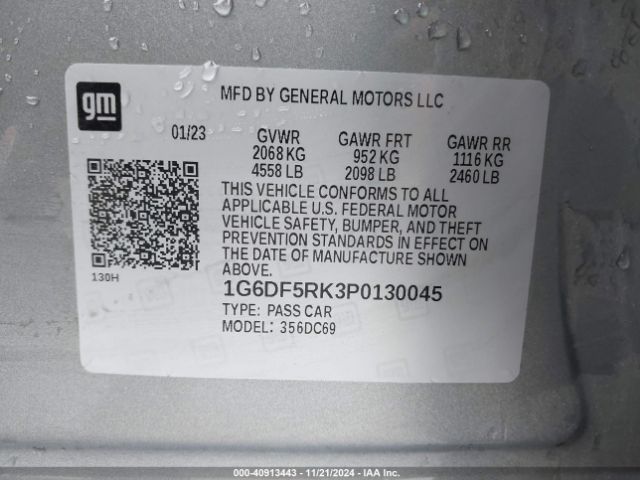 gm
MFD BY GENERAL MOTORS LLC
01/23 GVWR GAWR FRT GAWR RR
2068 KG 952 KG 1116 KG
4558 LB 2098 LB 2460 LB
THIS VEHICLE CONFORMS TO ALL
APPLICABLE U.S. FEDERAL MOTOR
VEHICLE SAFETY, BUMPER, AND THEFT
PREVENTION STANDARDS IN EFFECT ON
THE DATE OF MANUFACTURE SHOWN
ABOVE.
130H
1G6DF5RK3P0130045
TYPE: PASS CAR
MODEL: 356DC69
000-40913443 - 11/21/2024 - IAA Inc.